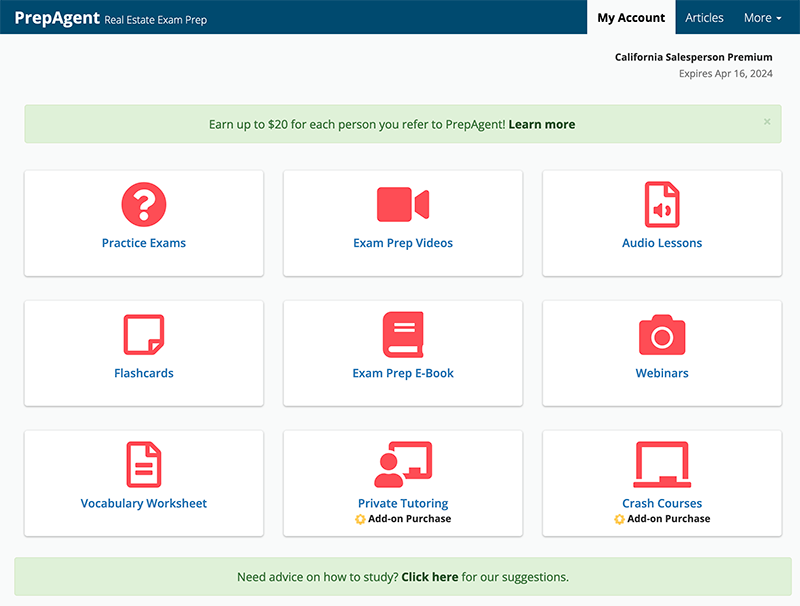 PrepAgent Real Estate Exam Prep
My Account
Articles
More
California Salesperson Premium
Expires Apr 16, 2024
Earn up to $20 for each person you refer to PrepAgent! Learn more
×
Practice Exams
Exam Prep Videos
Audio Lessons
Flashcards
Exam Prep E-Book
Webinars
Vocabulary Worksheet
Private Tutoring
Add-on Purchase
Crash Courses
Add-on Purchase
Need advice on how to study? Click here for our suggestions.